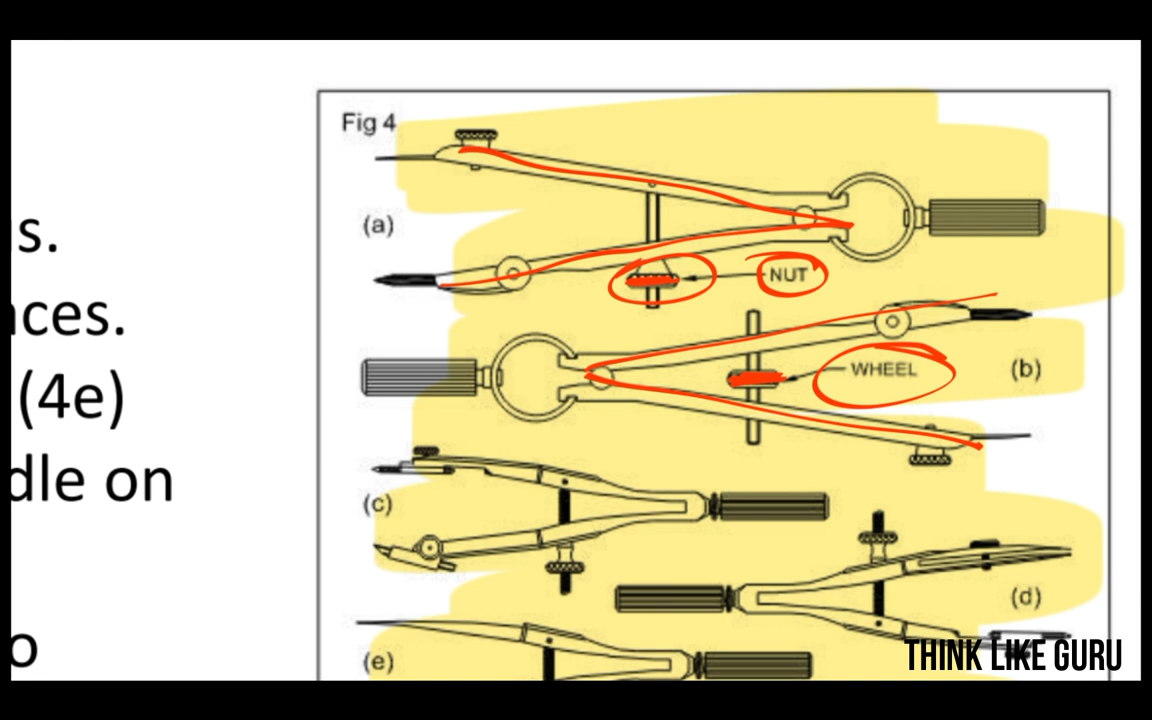 s.
ces.
(4e)
dle on
o
Fig 4
(a)
NUT
WHEEL
(b)
(c)
(d)
(e)
THINK LIKE GURU